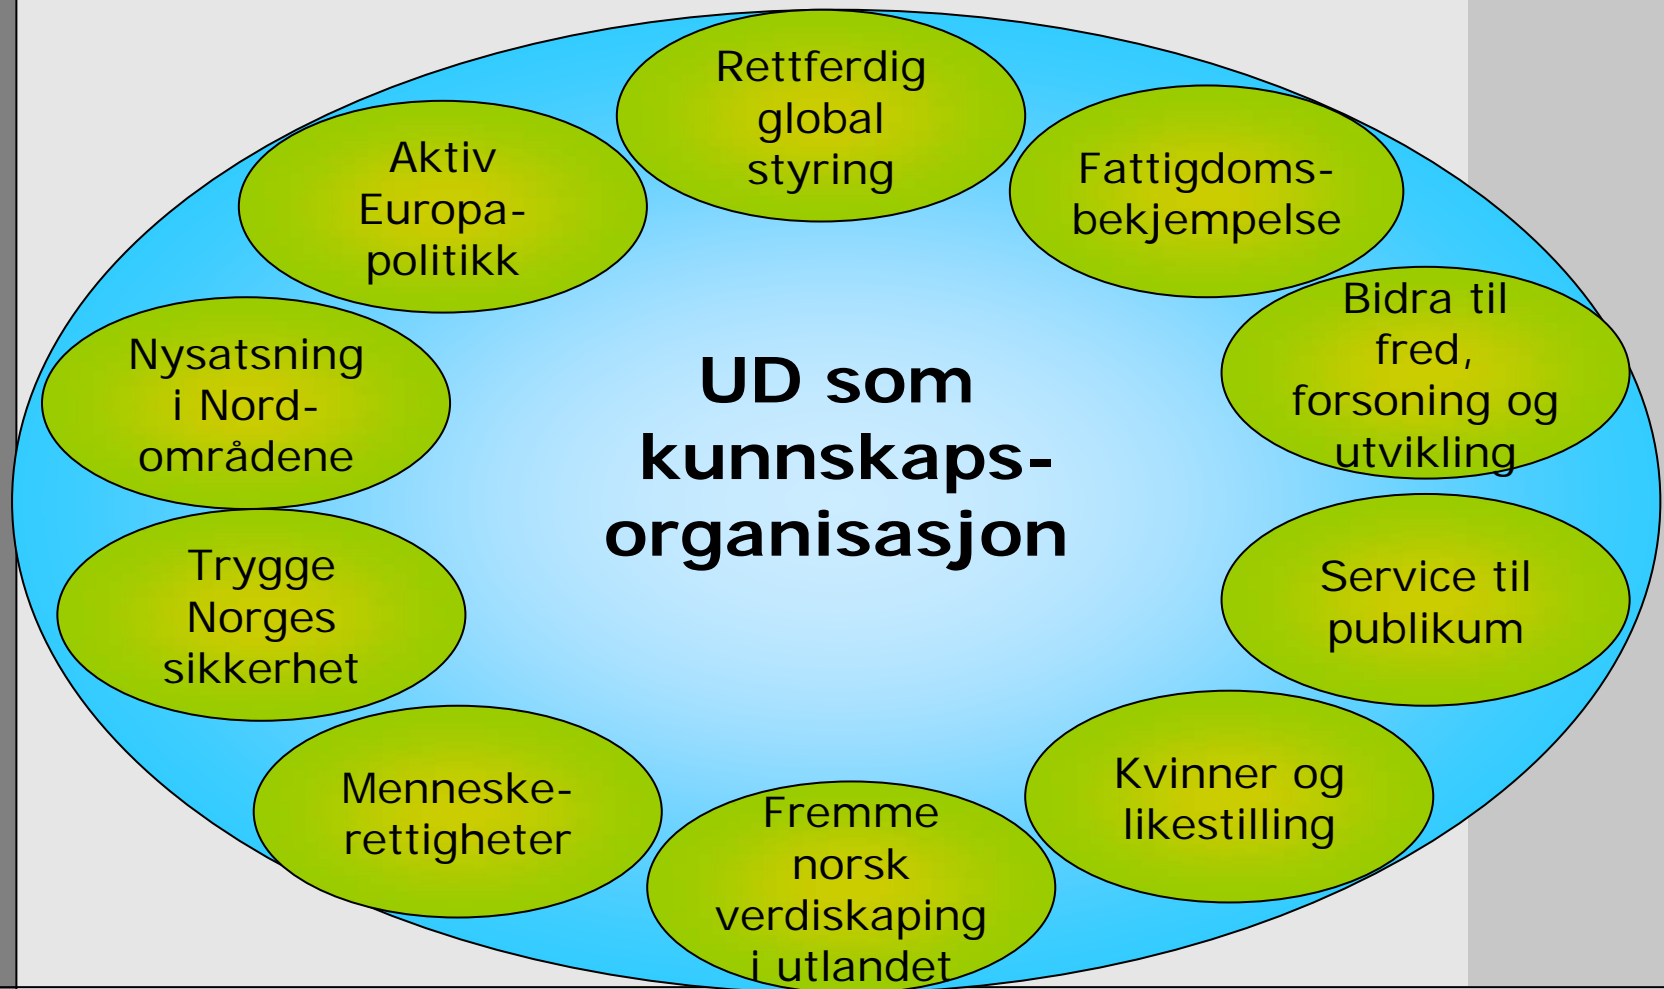 Rettferdig
global
styring
Fattigdoms-
bekjempelse
Bidra til
fred,
forsoning og
utvikling
Service til
publikum
Kvinner og
likestilling
Fremme
norsk
verdiskaping
i utlandet
Menneske-
rettigheter
Trygge
Norges
sikkerhet
Nysatsning
i Nord-
områdene
Aktiv
Europa-
politikk
UD som
kunnskaps-
organisasjon